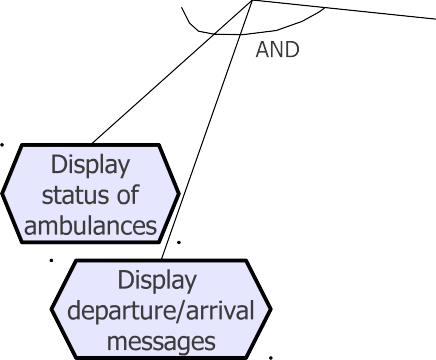 AND
Display
status of
ambulances
Display
departure/arrival
messages